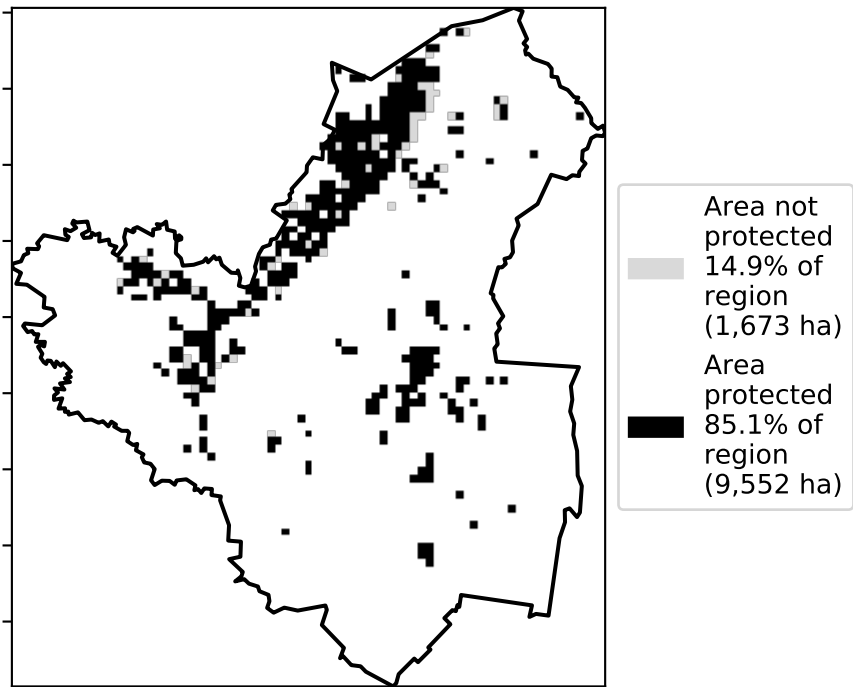 Area not
protected
14.9% of
region
(1,673 ha)
Area
protected
85.1% of
region
(9,552 ha)